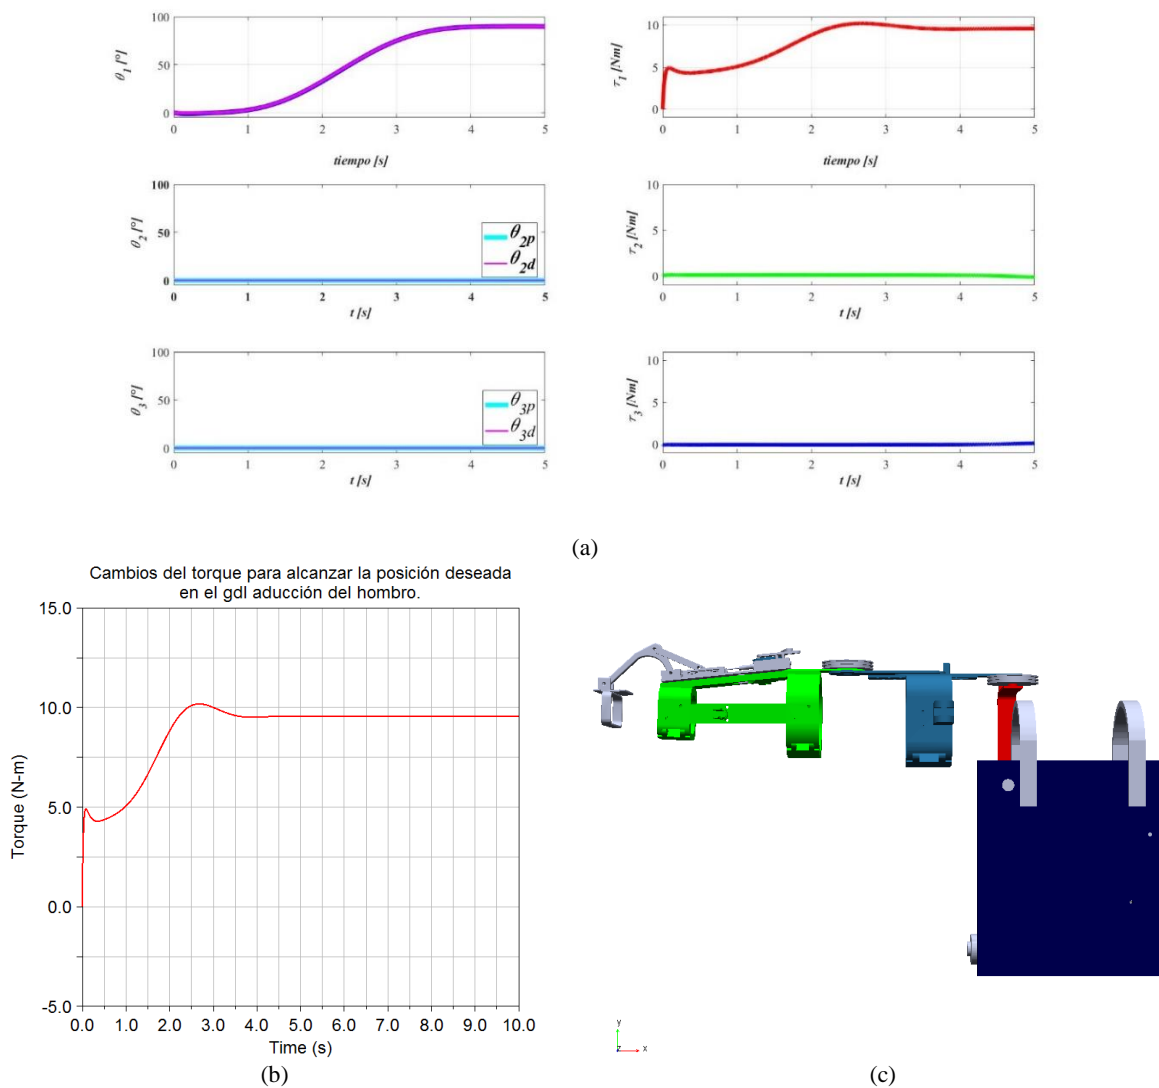 100
50
0
θ1 [°]
0 1 2 3 4 5
tiempo [s]
10
5
0
τ1 [Nm]
0 1 2 3 4 5
tiempo [s]
100
50
0
θ2 [°]
θ2p
θ2d
0 1 2 3 4 5
t [s]
10
5
0
τ2 [Nm]
0 1 2 3 4 5
t [s]
100
50
0
θ3 [°]
θ3p
θ3d
0 1 2 3 4 5
t [s]
10
5
0
τ3 [Nm]
0 1 2 3 4 5
t [s]
(a)
Cambios del torque para alcanzar la posición deseada
en el gdl aducción del hombro.
15.0
10.0
5.0
0.0
-5.0
Torque (N-m)
0.0 1.0 2.0 3.0 4.0 5.0 6.0 7.0 8.0 9.0 10.0
Time (s)
(b)
y
z x
(c)